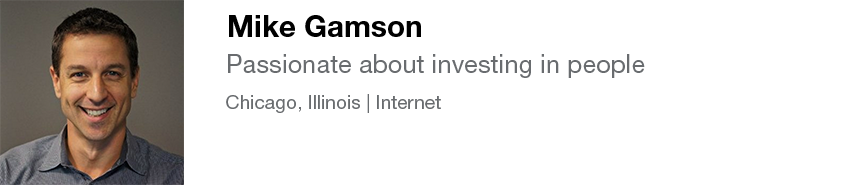 Mike Gamson
Passionate about investing in people
Chicago, Illinois | Internet